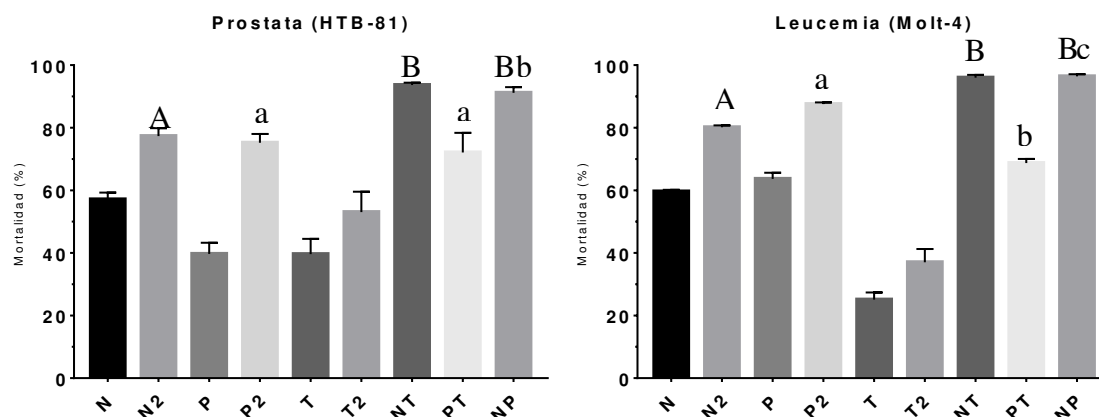 Prostata (HTB-81)
Mortalidad (%)
100
80
60
40
20
0
A
a
B
a
Bb
N
N2
P
P2
T
T2
NT
PT
NP
Leucemia (Molt-4)
Mortalidad (%)
100
80
60
40
20
0
A
a
B
b
Bc
N
N2
P
P2
T
T2
NT
PT
NP